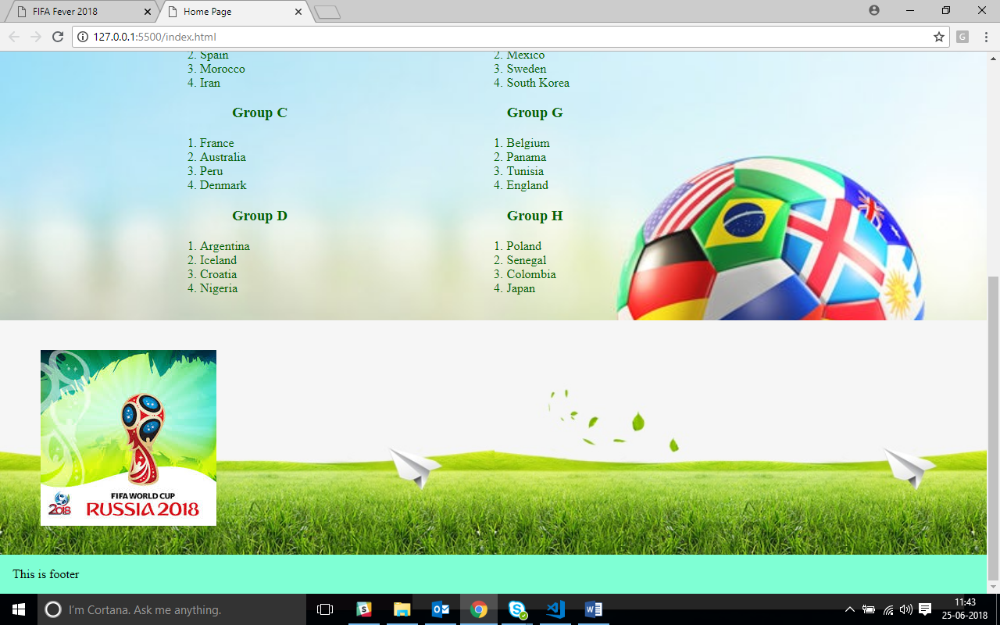 FIFA Fever 2018
Home Page
127.0.0.1:5500/index.html
G
2. Spain
3. Morocco
4. Iran
Group C
1. France
2. Australia
3. Peru
4. Denmark
Group D
1. Argentina
2. Iceland
3. Croatia
4. Nigeria
2. Mexico
3. Sweden
4. South Korea
Group G
1. Belgium
2. Panama
3. Tunisia
4. England
Group H
1. Poland
2. Senegal
3. Colombia
4. Japan
2018
FIFA WORLD CUP
RUSSIA 2018
This is footer
I'm Cortana. Ask me anything.
11:43
25-06-2018